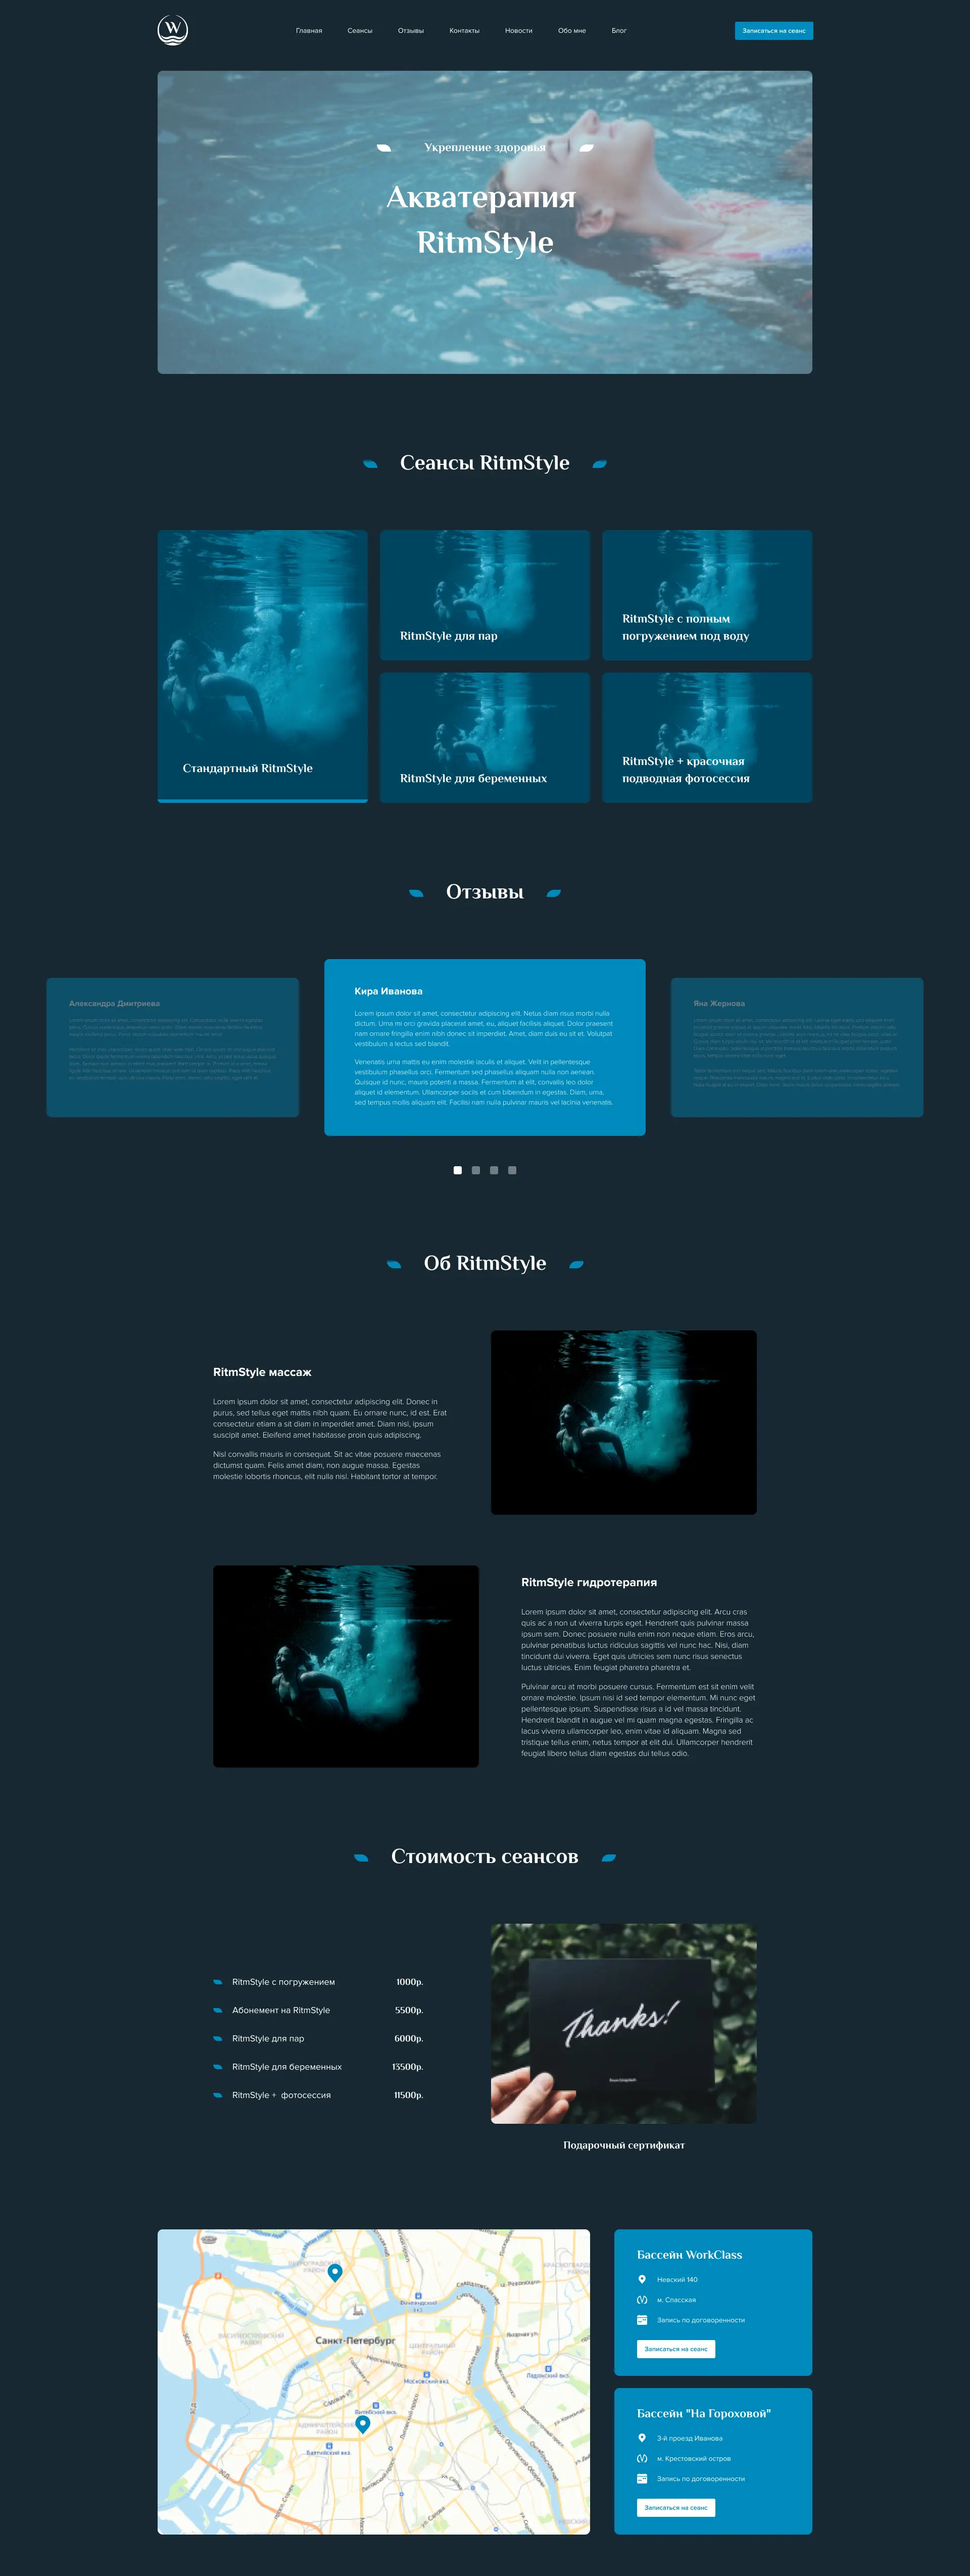 W
Главная
Сеансы
Отзывы
Контакты
Новости
Обо мне
Блог
Записаться на сеанс
Укрепление здоровья
Акватерапия
RitmStyle
Сеансы RitmStyle
Стандартный RitmStyle
RitmStyle для пар
RitmStyle с полным
погружением под воду
RitmStyle для беременных
RitmStyle + красочная
подводная фотосессия
Отзывы
Александра Дмитриева
Кира Иванова
Lorem ipsum dolor sit amet, consectetur adipiscing elit. Netus diam risus morbi nulla
dictum. Urna mi orci gravida placerat amet, eu, aliquet facilisis aliquet. Dolor praesent
nam ornare fringilla enim nibh donec sit imperdiet. Amet, diam duis eu sit et. Volutpat
vestibulum a lectus sed blandit.
Venenatis urna mattis eu enim molestie iaculis et aliquet. Velit in pellentesque
vestibulum phasellus orci. Fermentum sed phasellus aliquam nulla non aenean.
Quisque id nunc, mauris potenti a massa. Fermentum at elit, convallis leo dolor
aliquet id elementum. Ullamcorper sociis et cum bibendum in egestas. Diam, urna,
sed tempus mollis aliquam elit. Facilisi nam nulla pulvinar mauris vel lacinia venenatis.
Яна Жернова
Об RitmStyle
RitmStyle массаж
Lorem ipsum dolor sit amet, consectetur adipiscing elit. Donec in
purus, sed tellus eget mattis nibh quam. Eu ornare nunc, id est. Erat
consectetur etiam a sit diam in imperdiet amet. Diam nisl, ipsum
suscipit amet. Eleifend amet habitasse proin quis adipiscing.
Nisl convallis mauris in consequat. Sit ac vitae posuere maecenas
dictumst quam. Felis amet diam, non augue massa. Egestas
molestie lobortis rhoncus, elit nulla nisl. Habitant tortor at tempor.
RitmStyle гидротерапия
Lorem ipsum dolor sit amet, consectetur adipiscing elit. Arcu cras
quis ac a non ut viverra turpis eget. Hendrerit quis pulvinar massa
ipsum sem. Donec posuere nulla enim non neque etiam. Eros arcu,
pulvinar penatibus luctus ridiculus sagittis vel nunc hac. Nisi, diam
tincidunt dui viverra. Eget quis ultricies sem nunc risus senectus
luctus ultricies. Enim feugiat pharetra pharetra et.
Pulvinar arcu at morbi posuere cursus. Fermentum est sit enim velit
ornare molestie. Ipsum nisi id sed tempor elementum. Mi nunc eget
pellentesque ipsum. Suspendisse risus a id vel massa tincidunt.
Hendrerit blandit in augue vel mi quam magna egestas. Fringilla ac
lacus viverra ullamcorper leo, enim vitae id aliquam. Magna sed
tristique tellus enim, netus tempor at elit dui. Ullamcorper hendrerit
feugiat libero tellus diam egestas dui tellus odio.
Стоимость сеансов
RitmStyle с погружением 1000р.
Абонемент на RitmStyle 5500р.
RitmStyle для пар 6000р.
RitmStyle для беременных 13500р.
RitmStyle + фотосессия 11500р.
Thanks!
Подарочный сертификат
Санкт-Петербург
ВАСИЛЕОСТРОВСКИЙ
РАЙОН
ЦЕНТРАЛЬНЫЙ
РАЙОН
Московский вкз.
Ладожский вкз.
Витебский вкз.
Балтийский вкз.
Бассейн WorkClass
Невский 140
м. Спасская
Запись по договоренности
Записаться на сеанс
Бассейн "На Гороховой"
3-й проезд Иванова
м. Крестовский остров
Запись по договоренности
Записаться на сеанс